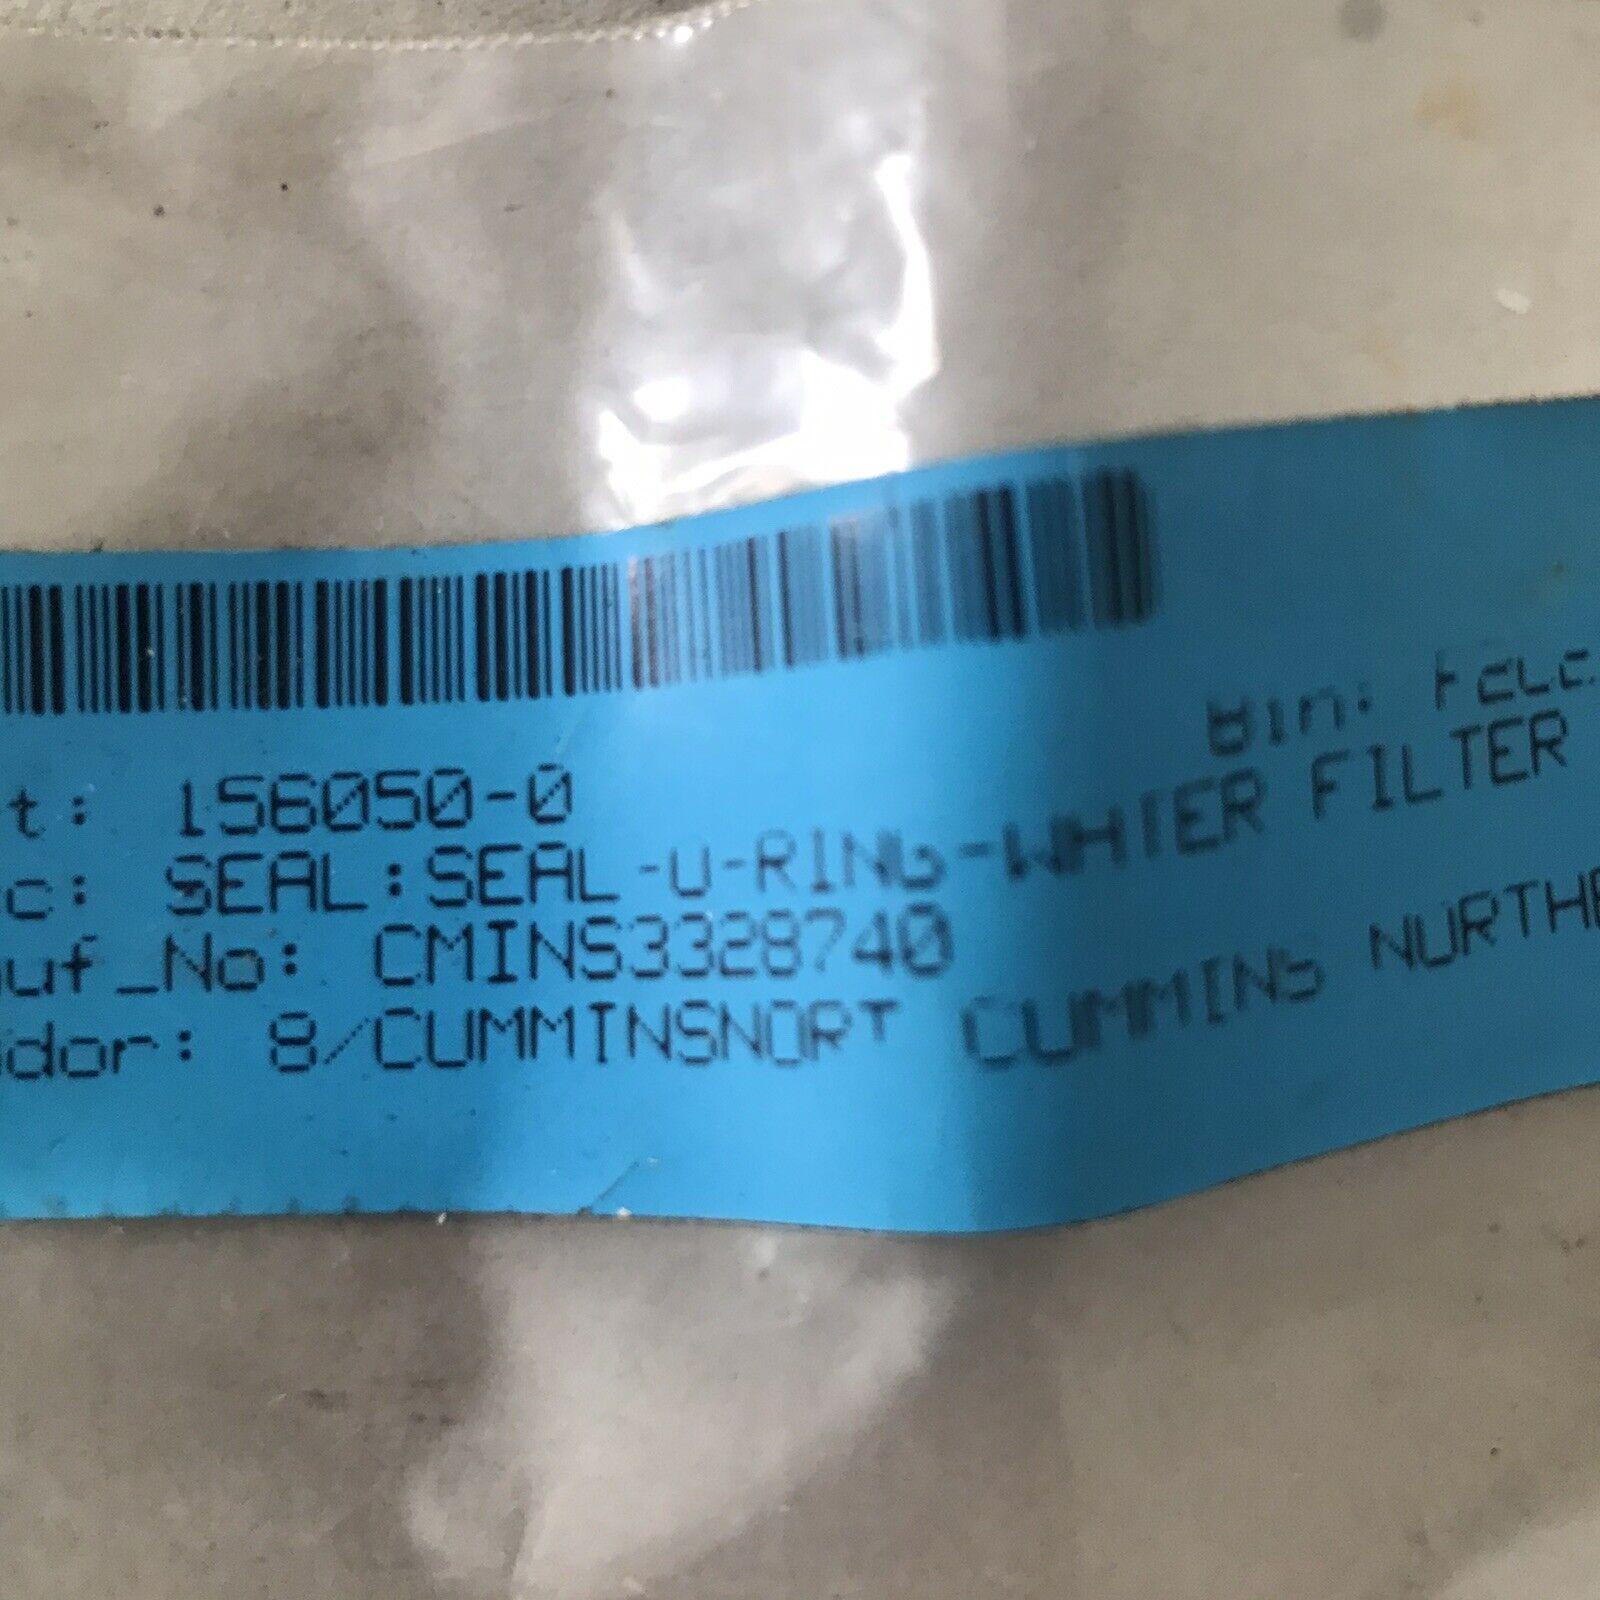 Bin:
t: 156050-0
c: SEAL:SEAL-O-RING-WATER FILTER
uf_No: CMINS3328740
dor: 8/CUMMINSNORT CUMMINS NORTHE